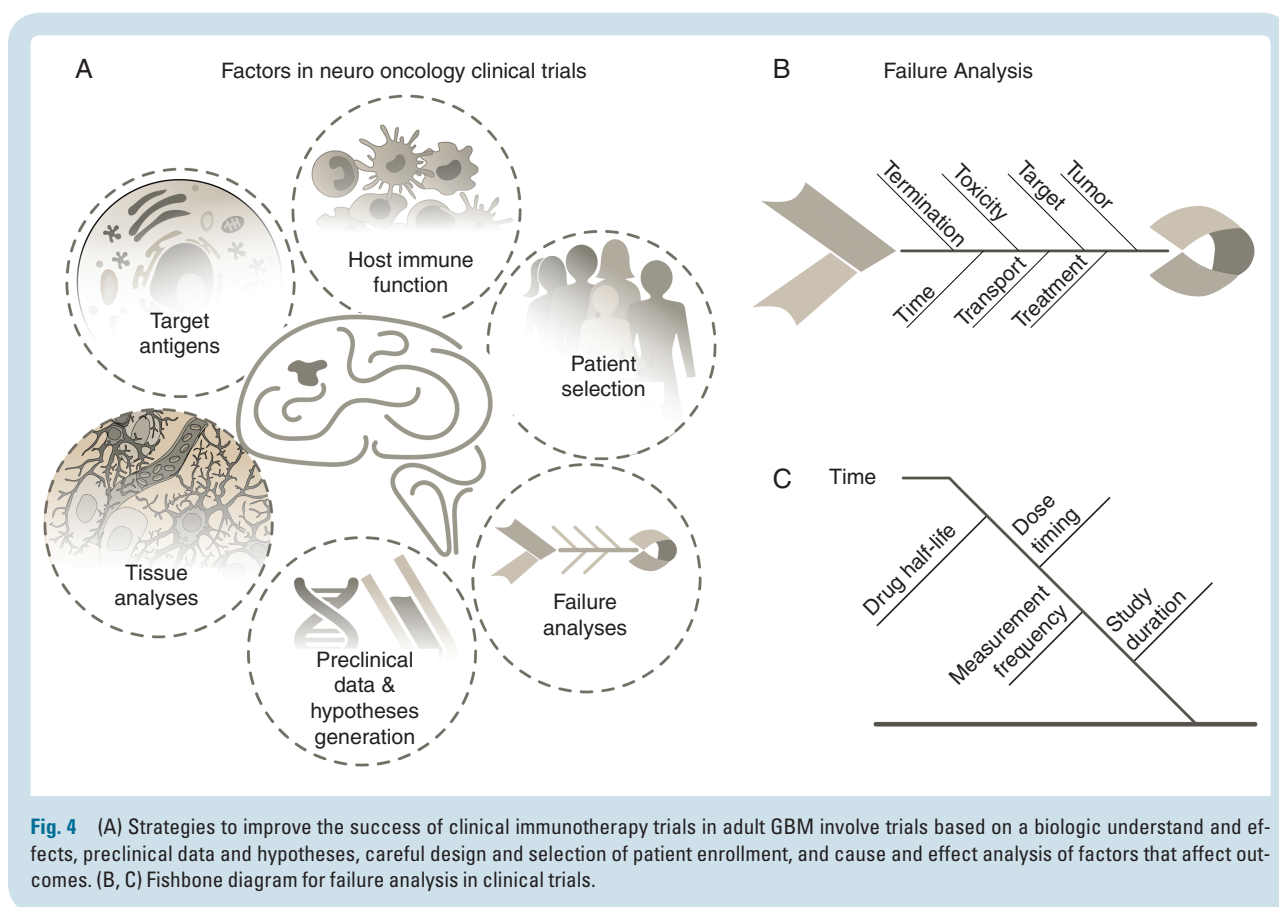 A
Factors in neuro oncology clinical trials
Host immune
function
Target
antigens
Patient
selection
Tissue
analyses
Failure
analyses
Preclinical
data &
hypotheses
generation
B
Failure Analysis
Termination
Toxicity
Target
Tumor
Time
Transport
Treatment
C
Time
Drug half-life
Dose
timing
Measurement
frequency
Study
duration
Fig. 4 (A) Strategies to improve the success of clinical immunotherapy trials in adult GBM involve trials based on a biologic understand and ef-
fects, preclinical data and hypotheses, careful design and selection of patient enrollment, and cause and effect analysis of factors that affect out-
comes. (B, C) Fishbone diagram for failure analysis in clinical trials.